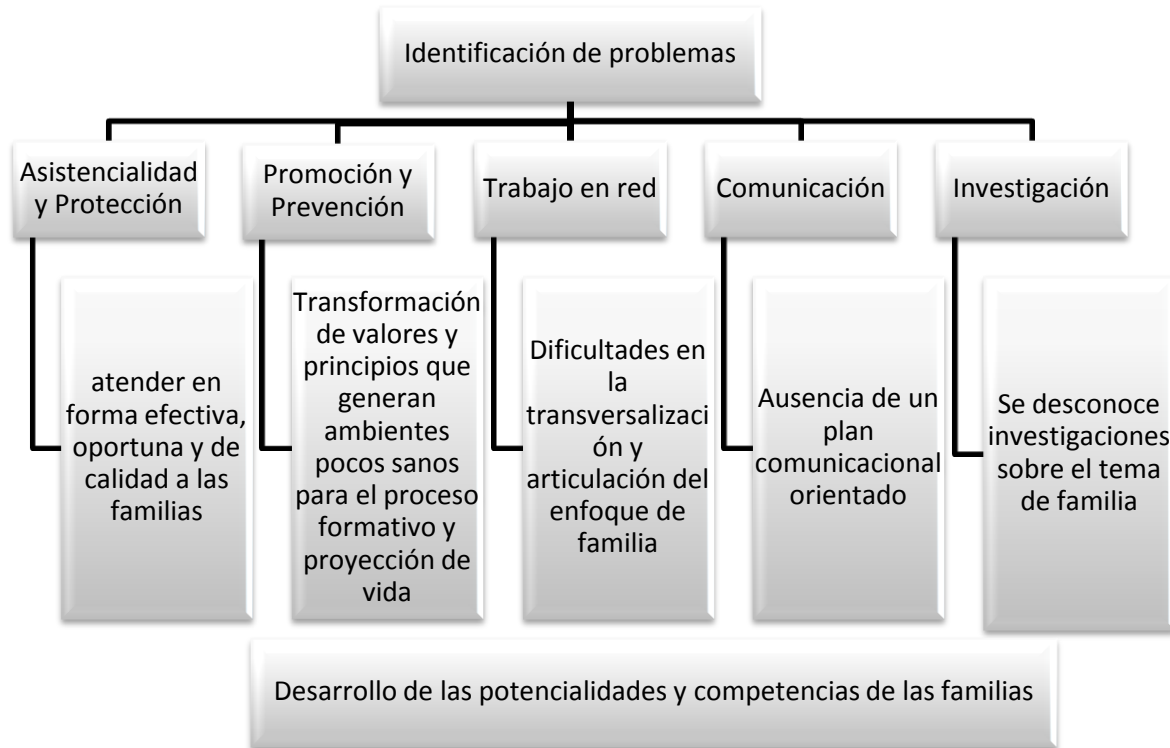 Identificación de problemas
Asistencialidad
y Protección
Promoción y
Prevención
Trabajo en red
Comunicación
Investigación
atender en
forma efectiva,
oportuna y de
calidad a las
familias
Transformación
de valores y
principios que
generan
ambientes
pocos sanos
para el proceso
formativo y
proyección de
vida
Dificultades en
la
transversalizaci
ón y
articulación del
enfoque de
familia
Ausencia de un
plan
comunicacional
orientado
Se desconoce
investigaciones
sobre el tema
de familia
Desarrollo de las potencialidades y competencias de las familias